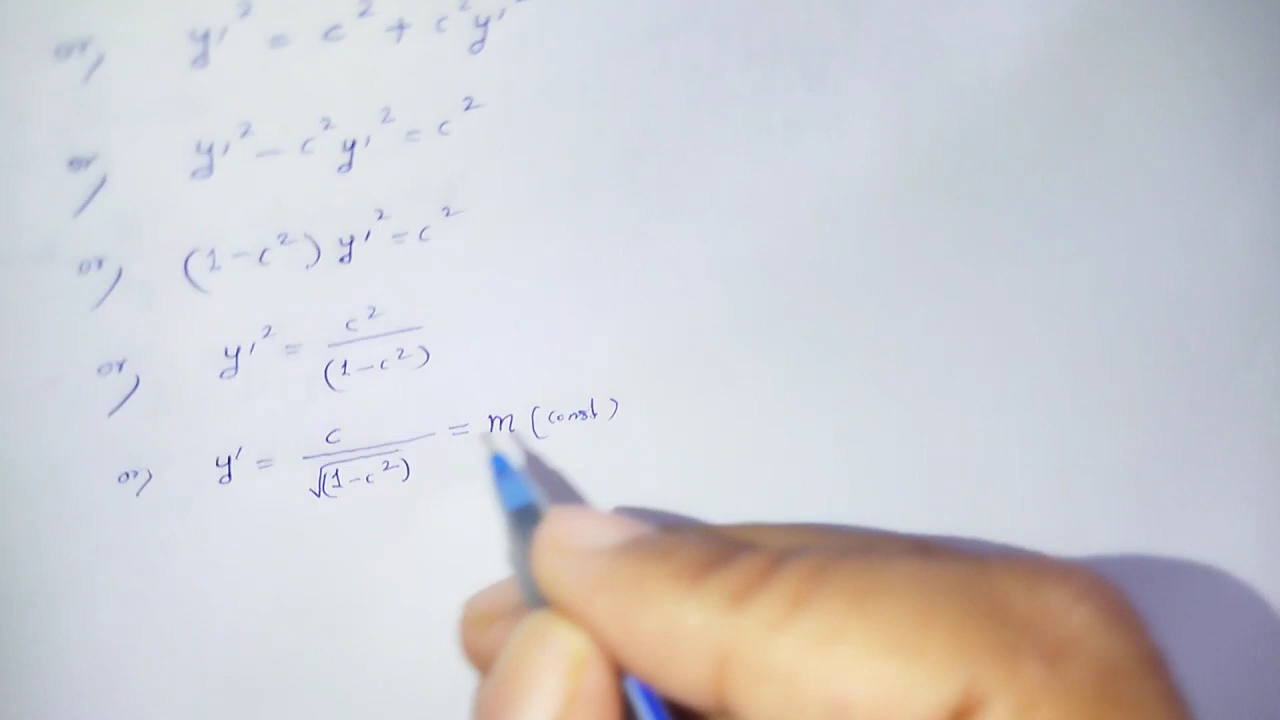 or, y'² = c² + c²y'²
or, y'² - c²y'² = c²
or, (1-c²) y'² = c²
or, y'² = c²/(1-c²)
or, y' = c/√(1-c²) = m (const)